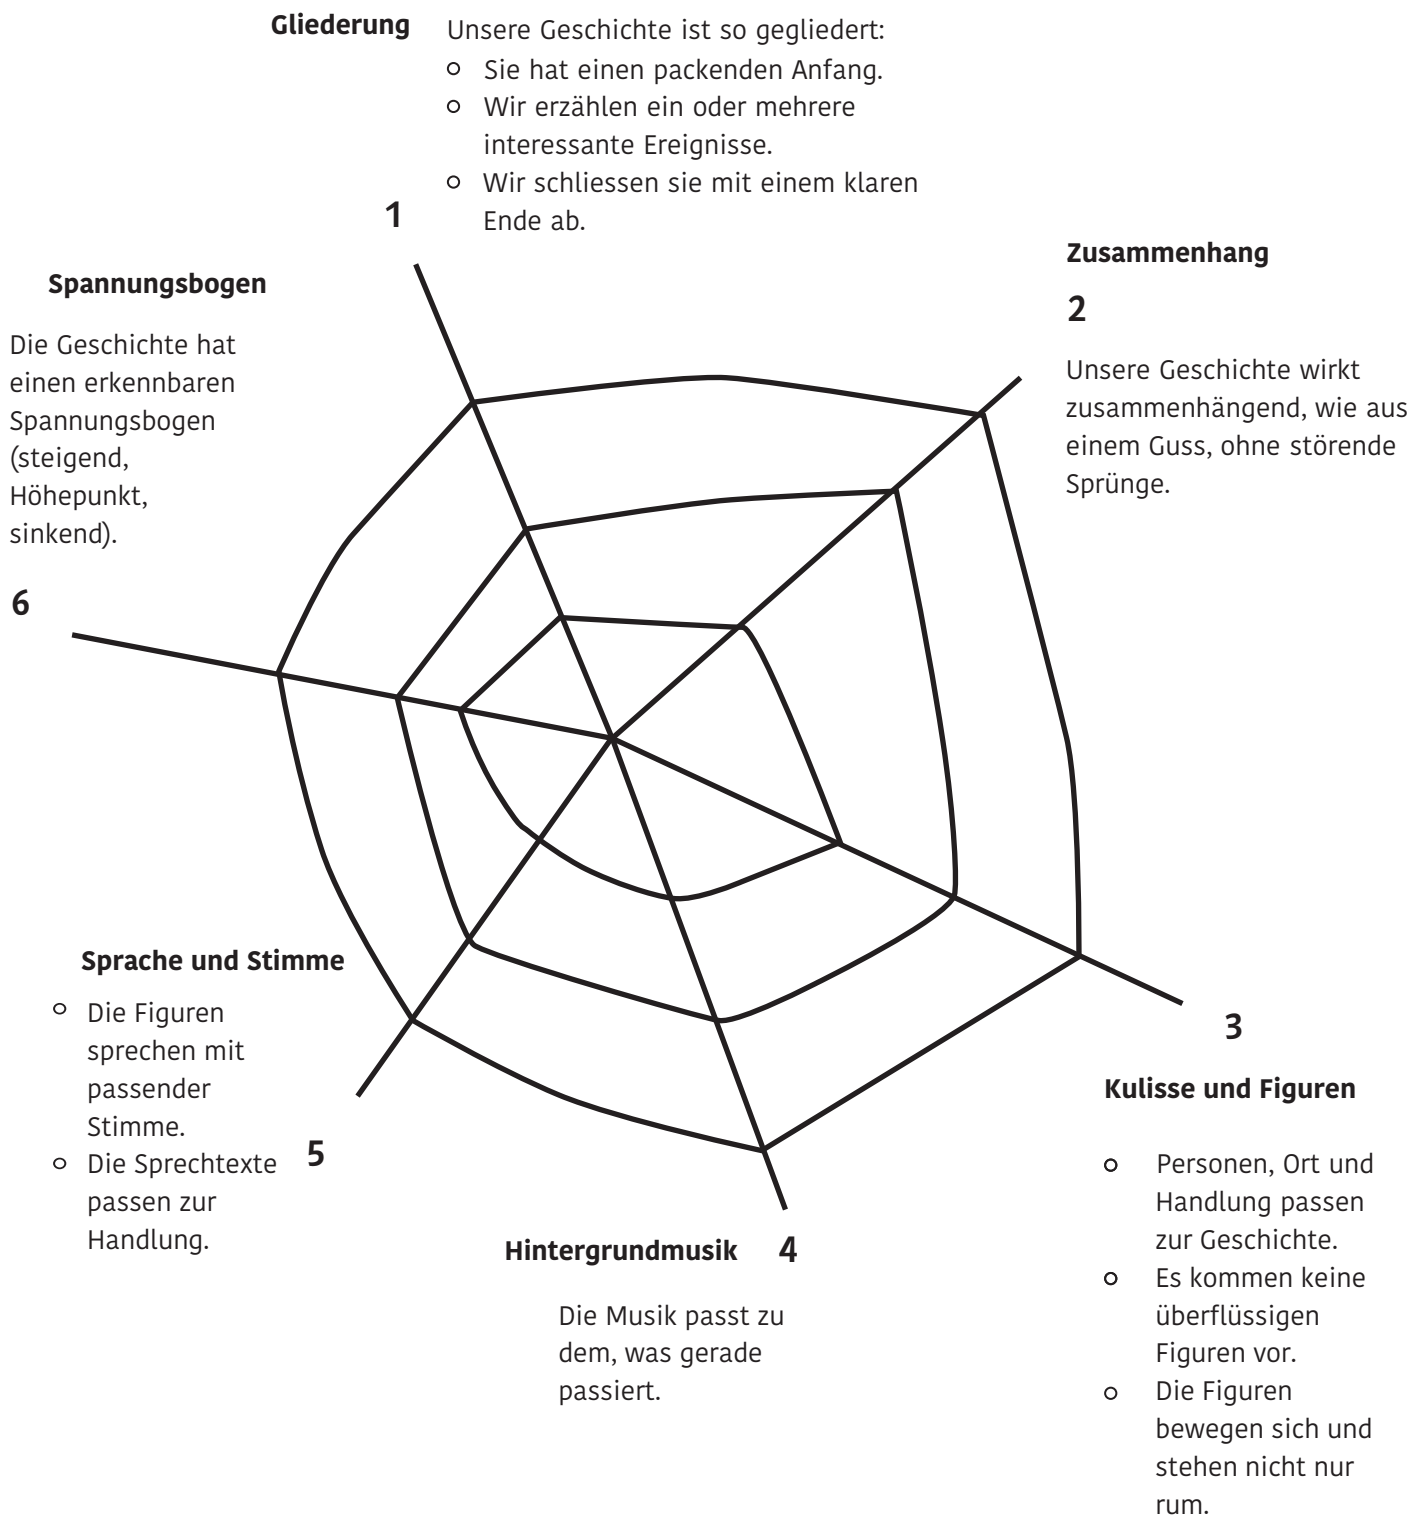 Gliederung
Unsere Geschichte ist so gegliedert:
o Sie hat einen packenden Anfang.
o Wir erzählen ein oder mehrere
interessante Ereignisse.
o Wir schliessen sie mit einem klaren
Ende ab.
1
Zusammenhang
2
Unsere Geschichte wirkt
zusammenhängend, wie aus
einem Guss, ohne störende
Sprünge.
3
Kulisse und Figuren
o Personen, Ort und
Handlung passen
zur Geschichte.
o Es kommen keine
überflüssigen
Figuren vor.
o Die Figuren
bewegen sich und
stehen nicht nur
rum.
Hintergrundmusik 4
Die Musik passt zu
dem, was gerade
passiert.
Sprache und Stimme
o Die Figuren
sprechen mit
passender
Stimme.
o Die Sprechtexte
passen zur
Handlung.
5
Spannungsbogen
Die Geschichte hat
einen erkennbaren
Spannungsbogen
(steigend,
Höhepunkt,
sinkend).
6